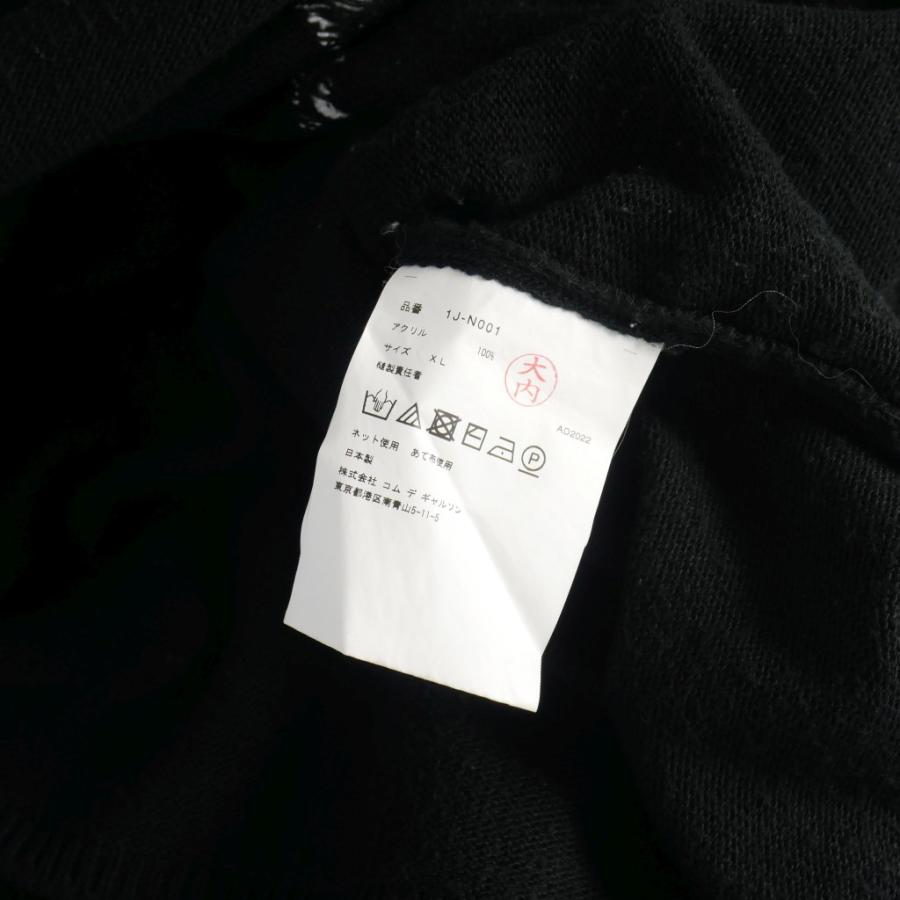 品番 1J-N001
アクリル 100%
サイズ XL
縫製責任者
大内
AD2022
P
ネット使用 あて布使用
日本製
株式会社 コム デ ギャルソン
東京都港区南青山5-11-5